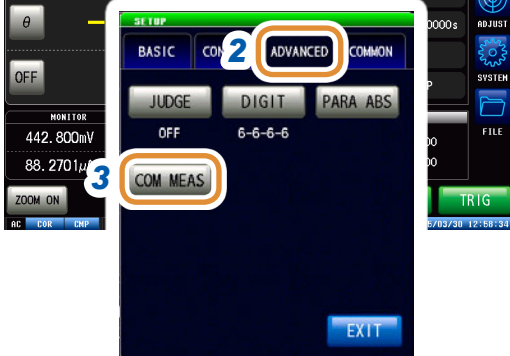 SETUP
BASIC
2
ADVANCED
COMMON
JUDGE
DIGIT
PARA ABS
OFF
6-6-6-6
3
COM MEAS
EXIT
θ
OFF
MONITOR
442.800mV
88.2701μ
ZOOM ON
AC COR CMP
0000s
ADJUST
SYSTEM
FILE
TRIG
5/03/30 12:58:34